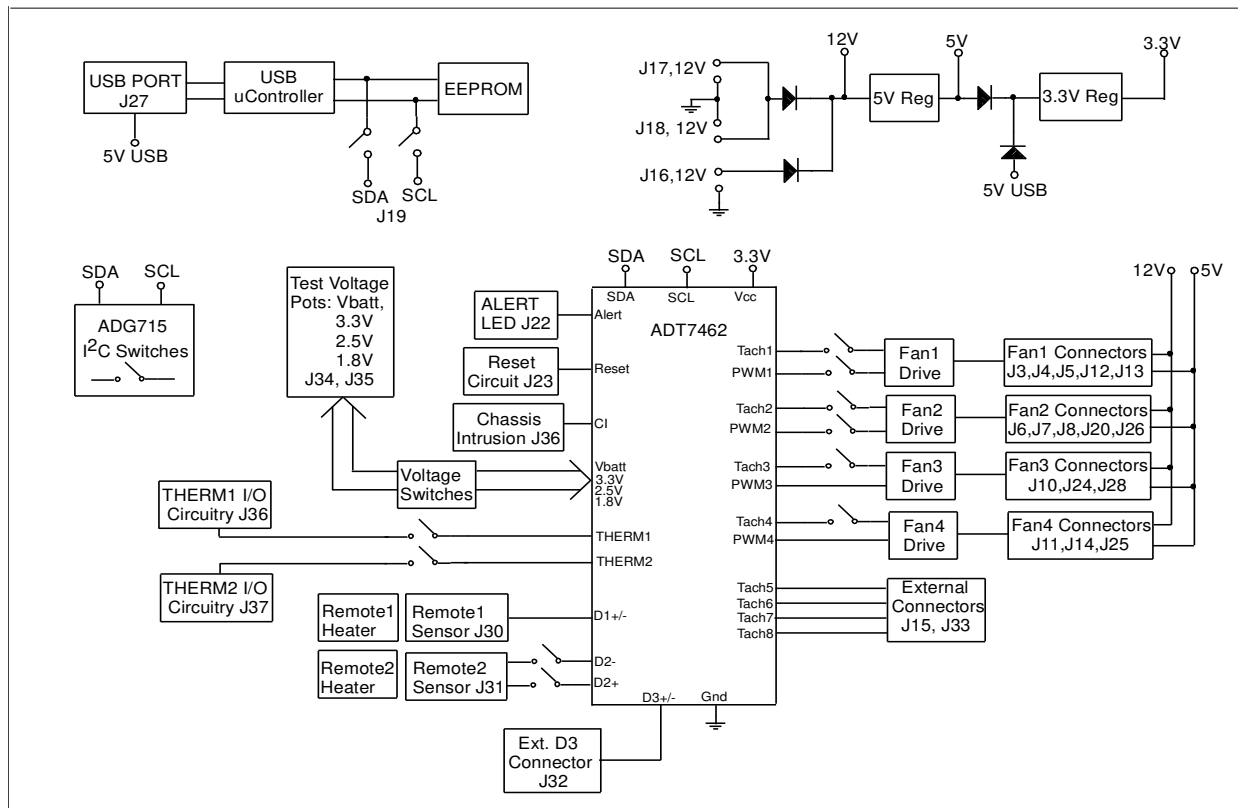 USB PORT
J27
USB
uController
EEPROM
5V USB
SDA
SCL
J19
12V
5V
3.3V
J17,12V
J18, 12V
J16,12V
5V Reg
3.3V Reg
5V USB
SDA
SCL
ADG715
I²C Switches
Test Voltage
Pots: Vbatt,
3.3V
2.5V
1.8V
J34, J35
ALERT
LED J22
Reset
Circuit J23
Chassis
Intrusion J36
Voltage
Switches
THERM1 I/O
Circuitry J36
THERM2 I/O
Circuitry J37
Remote1
Heater
Remote1
Sensor J30
Remote2
Heater
Remote2
Sensor J31
Ext. D3
Connector
J32
SDA
SCL
3.3V
SDA
SCL
Vcc
ADT7462
Alert
Reset
CI
Vbatt
3.3V
2.5V
1.8V
THERM1
THERM2
D1+/-
D2-
D2+
D3+/-
Gnd
Tach1
PWM1
Tach2
PWM2
Tach3
PWM3
Tach4
PWM4
Tach5
Tach6
Tach7
Tach8
12V
5V
Fan1
Drive
Fan1 Connectors
J3,J4,J5,J12,J13
Fan2
Drive
Fan2 Connectors
J6,J7,J8,J20,J26
Fan3
Drive
Fan3 Connectors
J10,J24,J28
Fan4
Drive
Fan4 Connectors
J11,J14,J25
External
Connectors
J15, J33